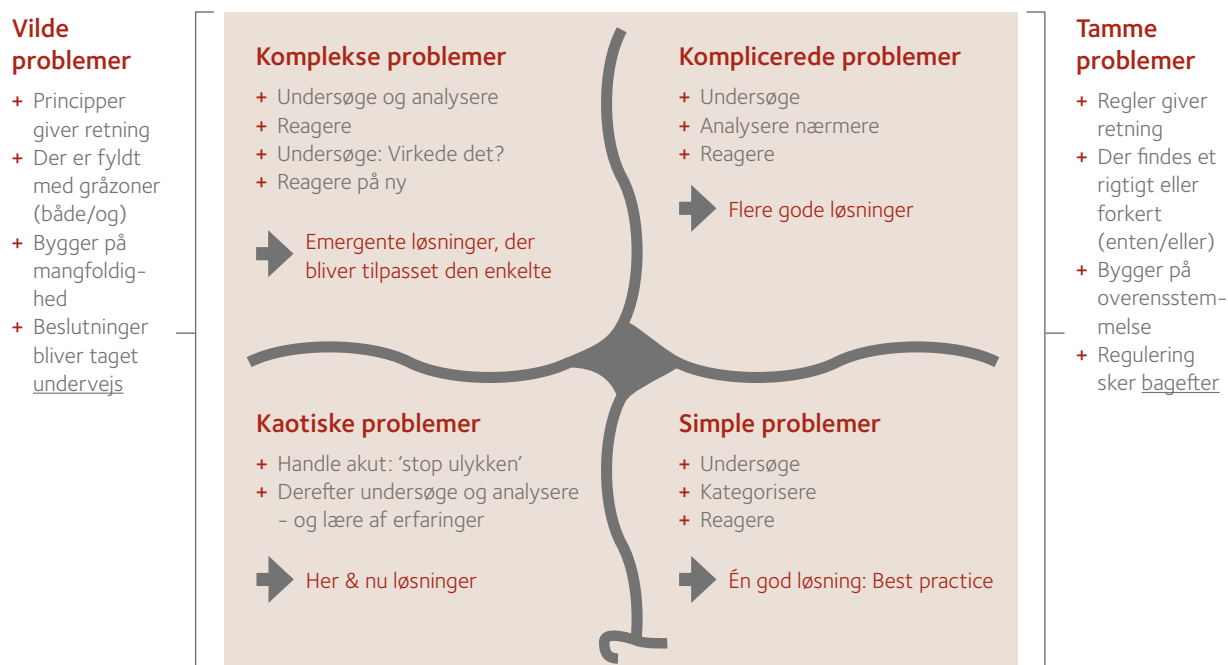 Vilde
problemer
+ Principper
giver retning
+ Der er fyldt
med gråzoner
(både/og)
+ Bygger på
mangfoldig-
hed
+ Beslutninger
bliver taget
undervejs
Komplekse problemer
+ Undersøge og analysere
+ Reagere
+ Undersøge: Virkede det?
+ Reagere på ny
Emergente løsninger, der
bliver tilpasset den enkelte
Komplicerede problemer
+ Undersøge
+ Analysere nærmere
+ Reagere
Flere gode løsninger
Kaotiske problemer
+ Handle akut: ‘stop ulykken’
+ Derefter undersøge og analysere
- og lære af erfaringer
Her & nu løsninger
Simple problemer
+ Undersøge
+ Kategorisere
+ Reagere
Én god løsning: Best practice
Tamme
problemer
+ Regler giver
retning
+ Der findes et
rigtigt eller
forkert
(enten/eller)
+ Bygger på
overensstem-
melse
+ Regulering
sker bagefter